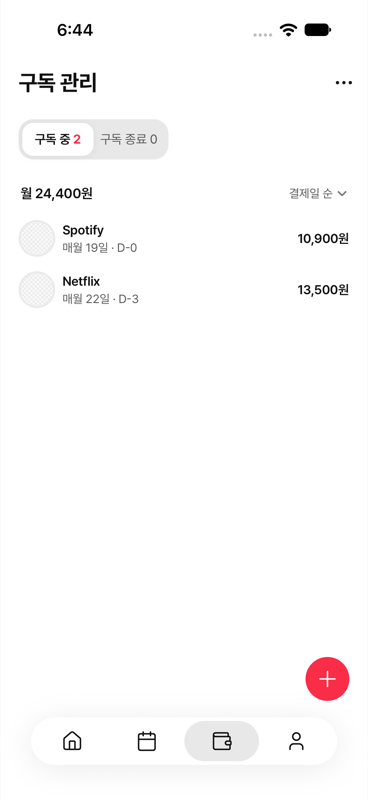 6:44
구독 관리
구독 중 2 구독 종료 0
월 24,400원 결제일 순
Spotify
매월 19일 · D-0
10,900원
Netflix
매월 22일 · D-3
13,500원